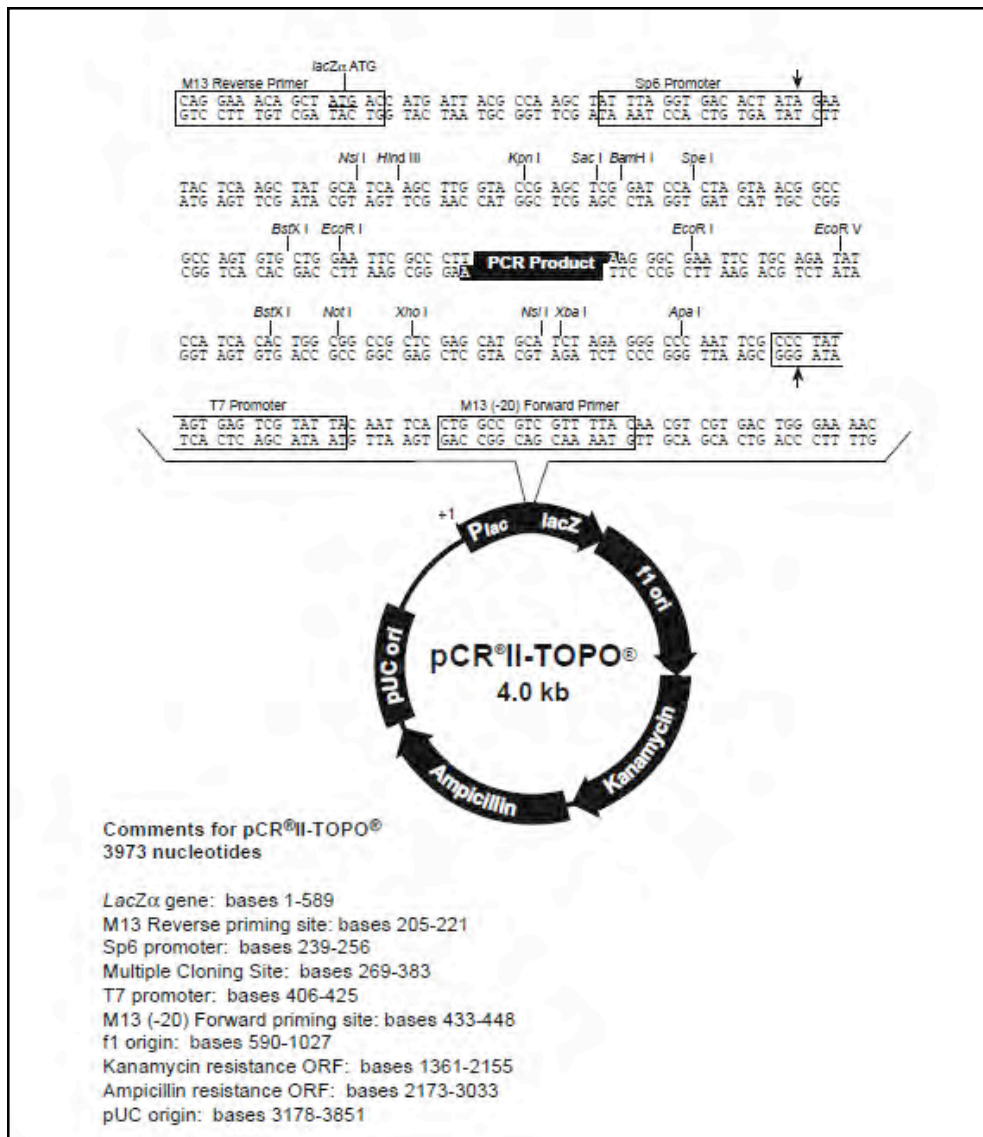 lacZα ATG
M13 Reverse Primer Sp6 Promoter
CAG GAA ACA GCT ATG ACC ATG ATT ACG CCA AGC TAT TTA GGT GAC ACT ATA GAA
GTC CTT TGT CGA TAC TGG TAC TAA TGC GGT TCG ATA AAT CCA CTG TGA TAT CTT
Nsi I Hind III Kpn I Sac I BamH I Spe I
TAC TCA AGC TAT GCA TCA AGC TTG GTA CCG AGC TCG GAT CCA CTA GTA ACG GCC
ATG AGT TCG ATA CGT AGT TCG AAC CAT GGC TCG AGC CTA GGT GAT CAT TGC CGG
BstX I EcoR I EcoR I EcoR V
GCC AGT GTG CTG GAA TTC GCC CTT PCR Product AAG GGC GAA TTC TGC AGA TAT
CGG TCA CAC GAC CTT AAG CGG GAA TTC CCG CTT AAG ACG TCT ATA
BstX I Not I Xho I Nsi I Xba I Apa I
CCA TCA CAC TGG CGG CCG CTC GAG CAT GCA TCT AGA GGG CCC AAT TCG CCC TAT
GGT AGT GTG ACC GCC GGC GAG CTC GTA CGT AGA TCT CCC GGG TTA AGC GGG ATA
T7 Promoter M13 (-20) Forward Primer
AGT GAG TCG TAT TAC AAT TCA CTG GCC GTC GTT TTA CAA CGT CGT GAC TGG GAA AAC
TCA CTC AGC ATA ATG TTA AGT GAC CGG CAG CAA AAT GTT GCA GCA CTG ACC CTT TTG
+1
Plac lacZ
f1 ori
Kanamycin
Ampicillin
pUC ori
pCR®II-TOPO®
4.0 kb
Comments for pCR®II-TOPO®
3973 nucleotides
LacZα gene: bases 1-589
M13 Reverse priming site: bases 205-221
Sp6 promoter: bases 239-256
Multiple Cloning Site: bases 269-383
T7 promoter: bases 406-425
M13 (-20) Forward priming site: bases 433-448
f1 origin: bases 590-1027
Kanamycin resistance ORF: bases 1361-2155
Ampicillin resistance ORF: bases 2173-3033
pUC origin: bases 3178-3851